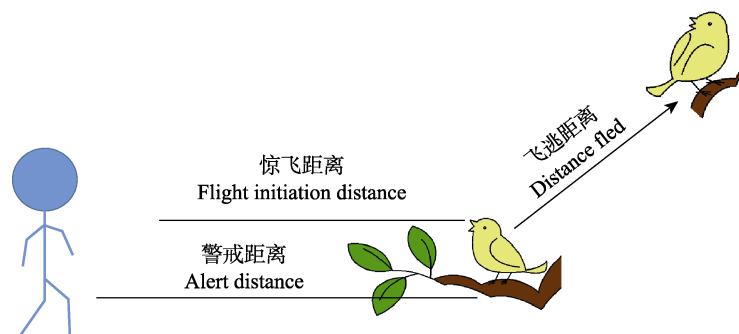 惊飞距离
Flight initiation distance
警戒距离
Alert distance
飞逃距离
Distance fled